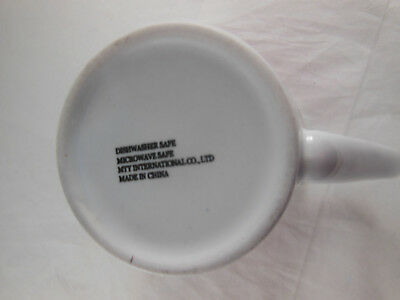 DISHWASHER SAFE
MICROWAVE SAFE
MTY INTERNATIONAL CO., LTD
MADE IN CHINA